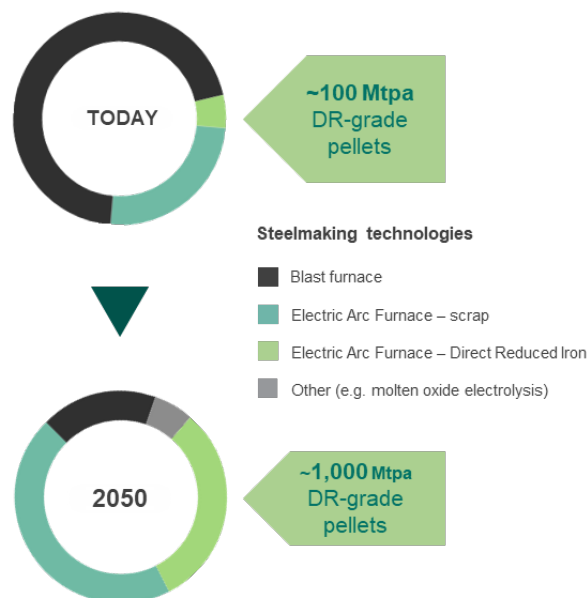 TODAY
~100 Mtpa
DR-grade
pellets
Steelmaking technologies
Blast furnace
Electric Arc Furnace – scrap
Electric Arc Furnace – Direct Reduced Iron
Other (e.g. molten oxide electrolysis)
2050
~1,000 Mtpa
DR-grade
pellets